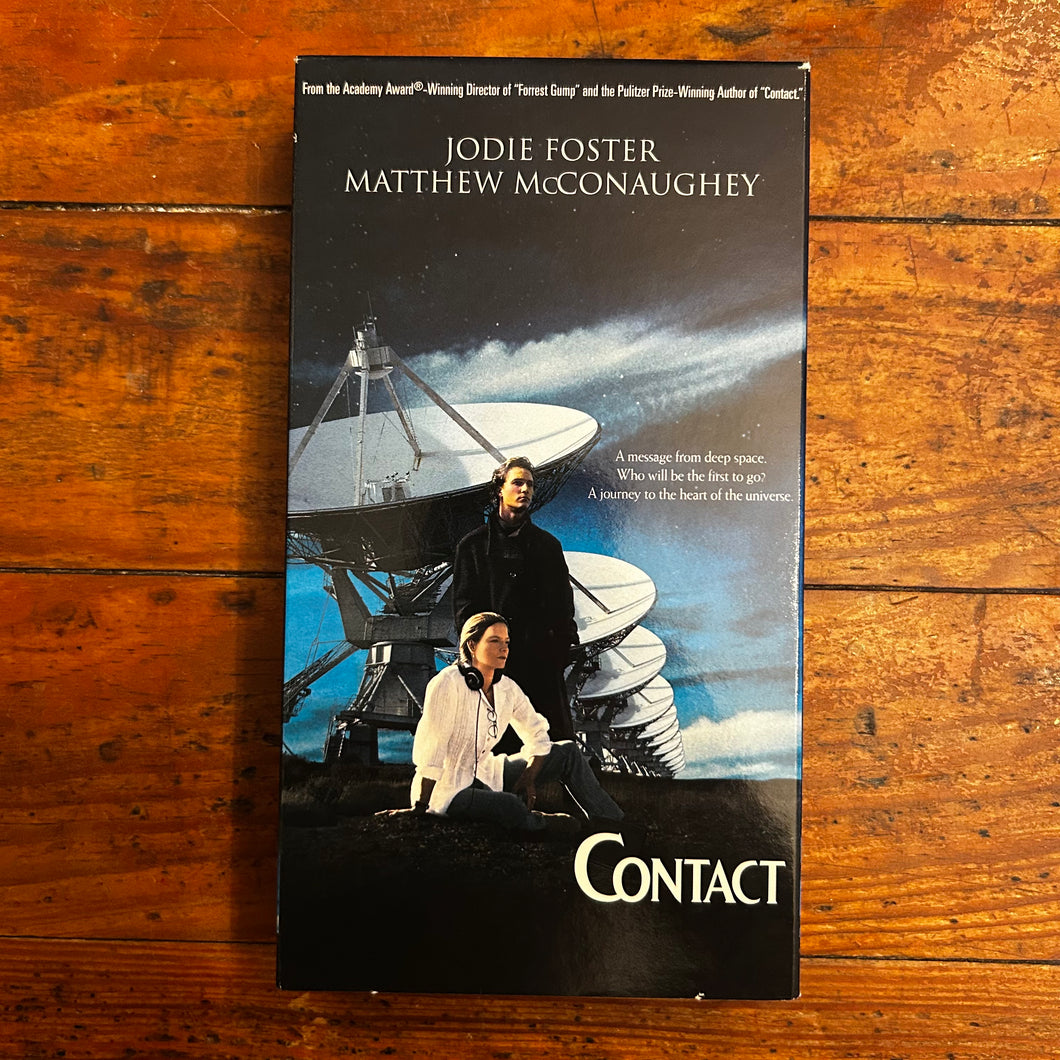 From the Academy Award®-Winning Director of "Forrest Gump" and the Pulitzer Prize-Winning Author of "Contact."
JODIE FOSTER
MATTHEW McCONAUGHEY
A message from deep space.
Who will be the first to go?
A journey to the heart of the universe.
CONTACT